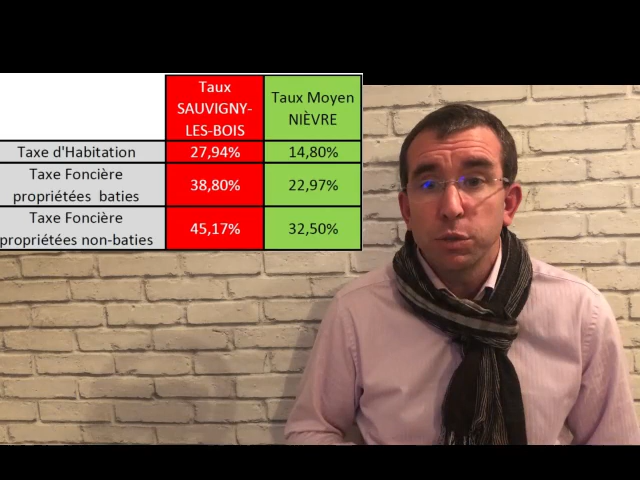 Taux
SAUVIGNY-
LES-BOIS
Taux Moyen
NIÈVRE
Taxe d'Habitation 27,94% 14,80%
Taxe Foncière
propriétées baties 38,80% 22,97%
Taxe Foncière
propriétées non-baties 45,17% 32,50%